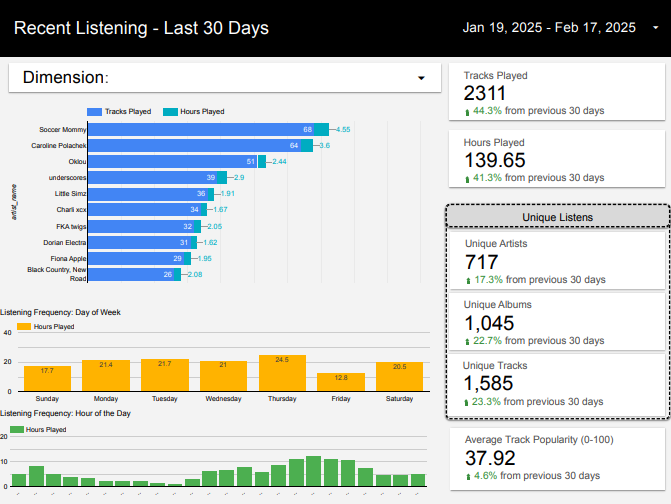 Recent Listening - Last 30 Days
Jan 19, 2025 - Feb 17, 2025
Dimension:
Tracks Played
Hours Played
artist_name
Soccer Mommy
68
4.55
Caroline Polachek
64
3.6
Oklou
51
2.44
underscores
39
2.9
Little Simz
36
1.91
Charli xcx
34
1.67
FKA twigs
32
2.05
Dorian Electra
31
1.62
Fiona Apple
29
1.95
Black Country, New
Road
26
2.08
Listening Frequency: Day of Week
Hours Played
40
20
0
17.7
21.4
21.7
21
24.5
12.8
20.5
Sunday
Monday
Tuesday
Wednesday
Thursday
Friday
Saturday
Listening Frequency: Hour of the Day
Hours Played
20
10
0
Tracks Played
2311
44.3% from previous 30 days
Hours Played
139.65
41.3% from previous 30 days
Unique Listens
Unique Artists
717
17.3% from previous 30 days
Unique Albums
1,045
22.7% from previous 30 days
Unique Tracks
1,585
23.3% from previous 30 days
Average Track Popularity (0-100)
37.92
4.6% from previous 30 days